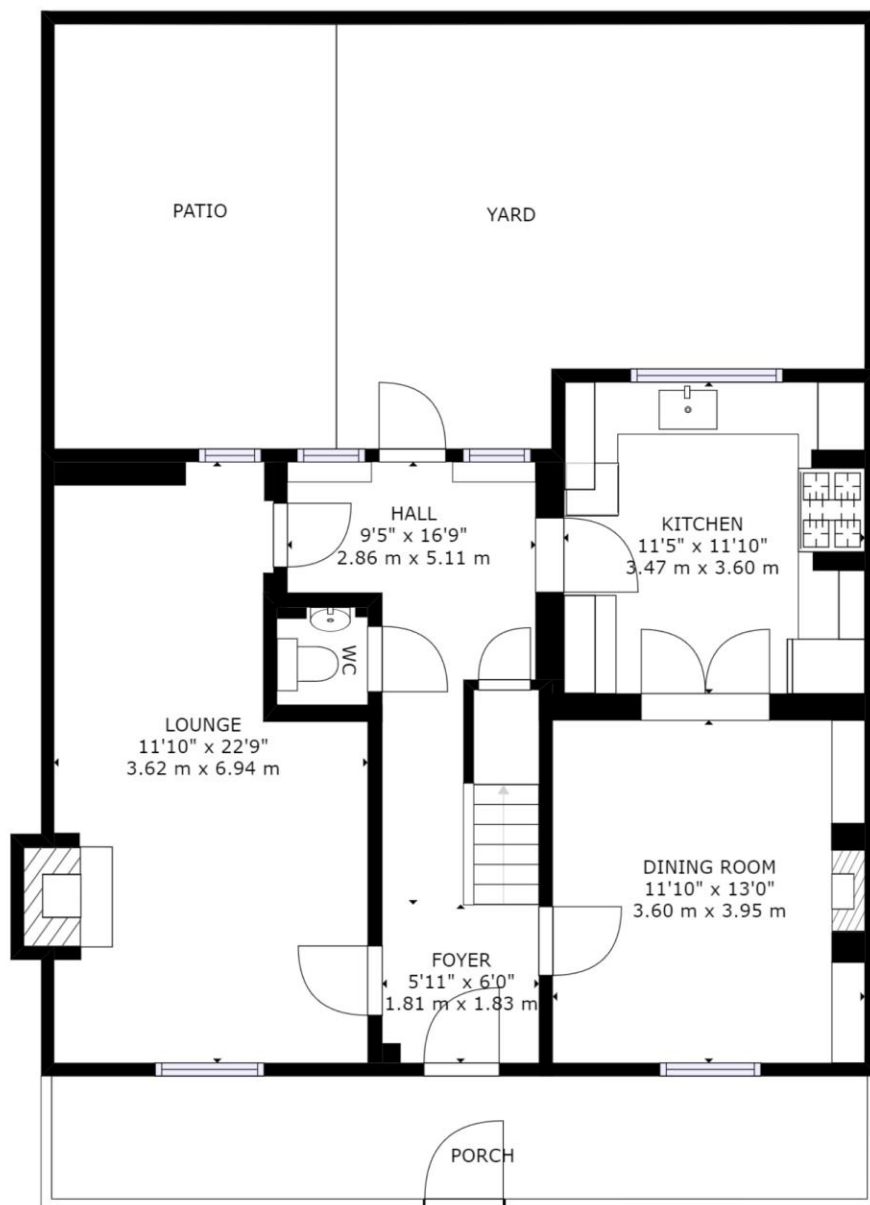 PATIO
YARD
HALL
9'5" x 16'9"
2.86 m x 5.11 m
KITCHEN
11'5" x 11'10"
3.47 m x 3.60 m
WC
LOUNGE
11'10" x 22'9"
3.62 m x 6.94 m
DINING ROOM
11'10" x 13'0"
3.60 m x 3.95 m
FOYER
5'11" x 6'0"
1.81 m x 1.83 m
PORCH